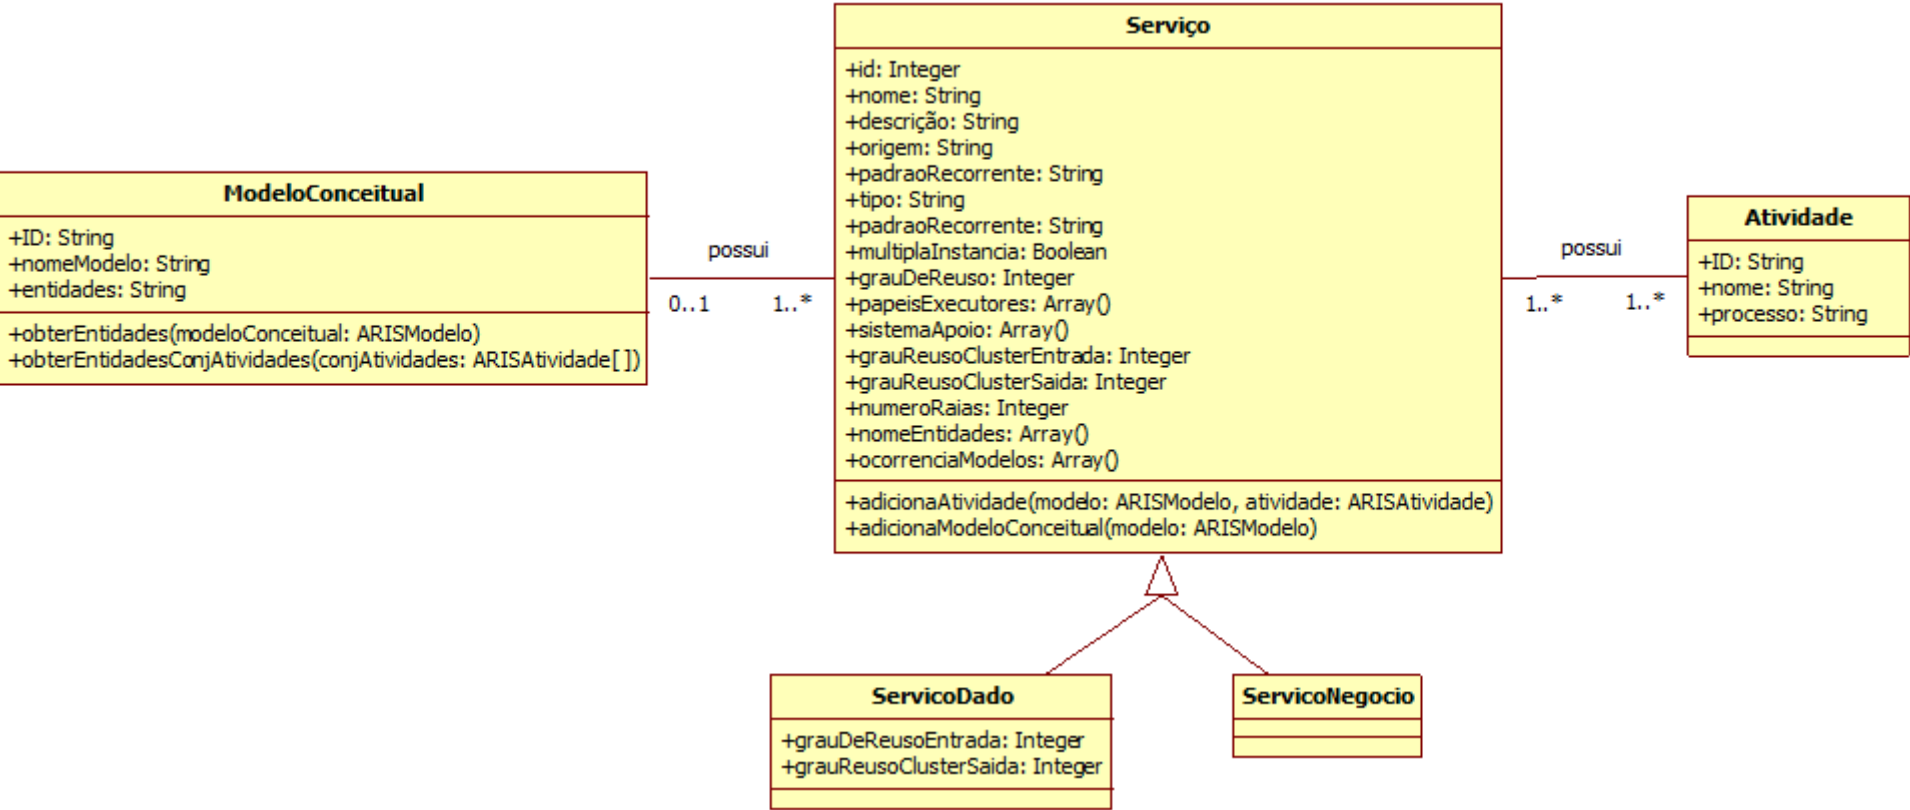 ModeloConceitual
+ID: String
+nomeModelo: String
+entidades: String
+obterEntidades(modeloConceitual: ARISModelo)
+obterEntidadesConjAtividades(conjAtividades: ARISAtividade[])
possui
0..1
1..*
Serviço
+id: Integer
+nome: String
+descrição: String
+origem: String
+padraoRecorrente: String
+tipo: String
+padraoRecorrente: String
+multiplaInstancia: Boolean
+grauDeReuso: Integer
+papeisExecutores: Array()
+sistemaApoio: Array()
+grauReusoClusterEntrada: Integer
+grauReusoClusterSaida: Integer
+numeroRaias: Integer
+nomeEntidades: Array()
+ocorrenciaModelos: Array()
+adicionaAtividade(modelo: ARISModelo, atividade: ARISAtividade)
+adicionaModeloConceitual(modelo: ARISModelo)
possui
1..*
1..*
Atividade
+ID: String
+nome: String
+processo: String
ServicoDado
+grauDeReusoEntrada: Integer
+grauReusoClusterSaida: Integer
ServicoNegocio